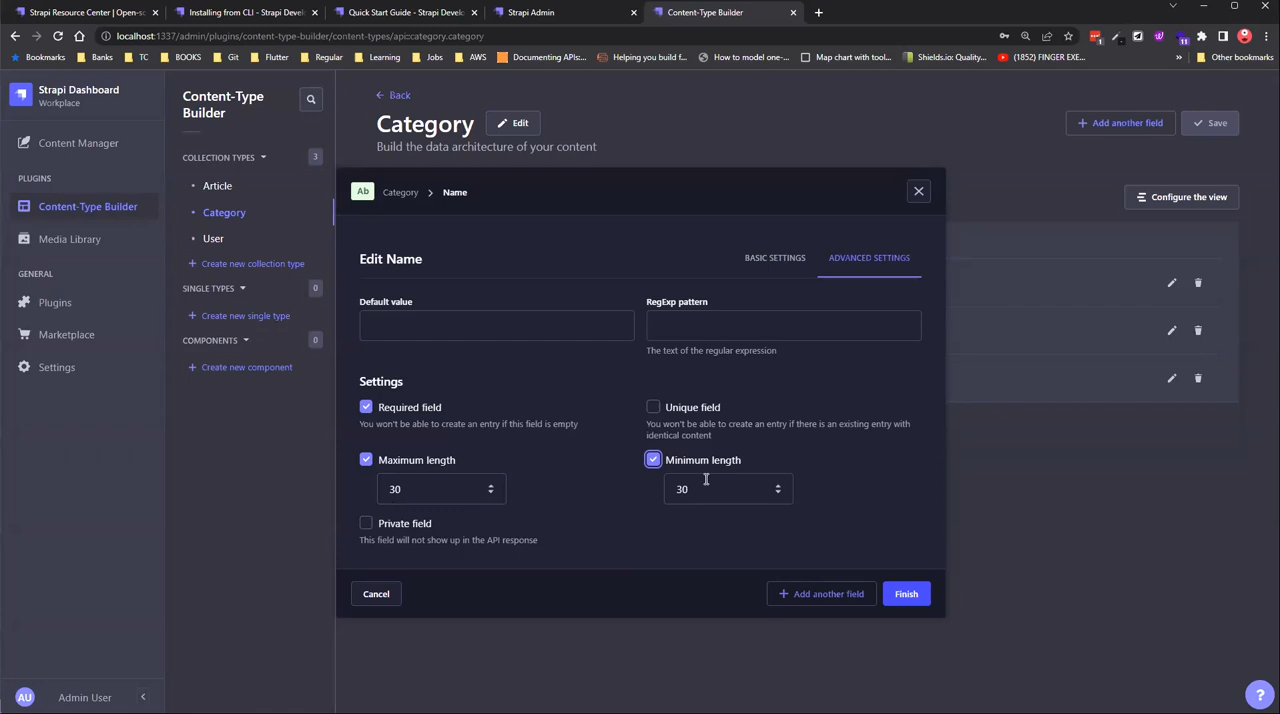 Strapi Resource Center | Open-so
Installing from CLI - Strapi Devel
Quick Start Guide - Strapi Develo
Strapi Admin
Content-Type Builder
localhost:1337/admin/plugins/content-type-builder/content-types/api:category.category
Bookmarks
Banks
TC
BOOKS
Git
Flutter
Regular
Learning
Jobs
AWS
Documenting APIs:...
Helping you build f...
How to model one-...
Map chart with tool...
Shields.io: Quality...
(1852) FINGER EXE...
»
Other bookmarks
Strapi Dashboard
Workplace
Content Manager
PLUGINS
Content-Type Builder
Media Library
GENERAL
Plugins
Marketplace
Settings
AU
Admin User
Content-Type
Builder
COLLECTION TYPES
3
Article
Category
User
+ Create new collection type
SINGLE TYPES
0
+ Create new single type
COMPONENTS
0
+ Create new component
← Back
Category
Edit
Build the data architecture of your content
+ Add another field
Save
Configure the view
Ab
Category
Name
Edit Name
BASIC SETTINGS
ADVANCED SETTINGS
Default value
RegExp pattern
The text of the regular expression
Settings
Required field
You won't be able to create an entry if this field is empty
Unique field
You won't be able to create an entry if there is an existing entry with
identical content
Maximum length
30
Minimum length
30
Private field
This field will not show up in the API response
Cancel
+ Add another field
Finish
?